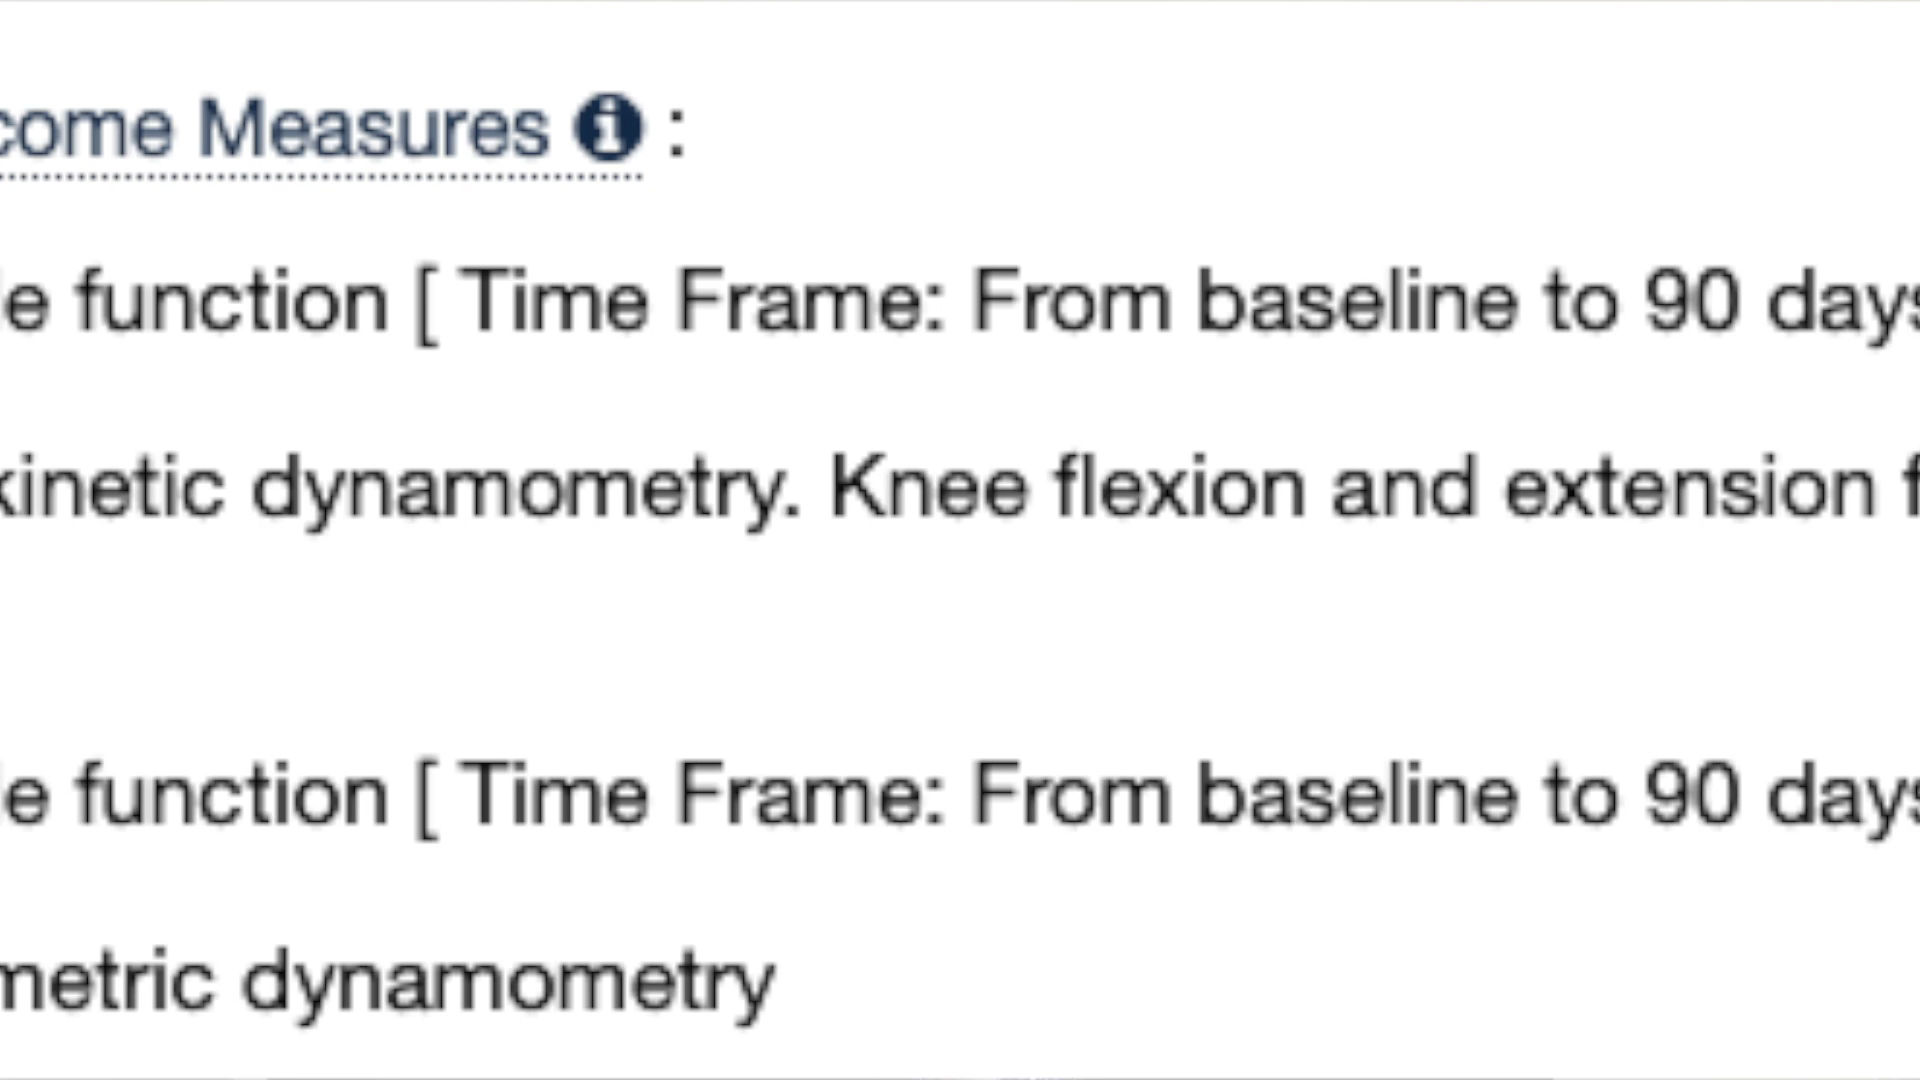 come Measures :
le function [ Time Frame: From baseline to 90 days
kinetic dynamometry. Knee flexion and extension f
le function [ Time Frame: From baseline to 90 days
metric dynamometry